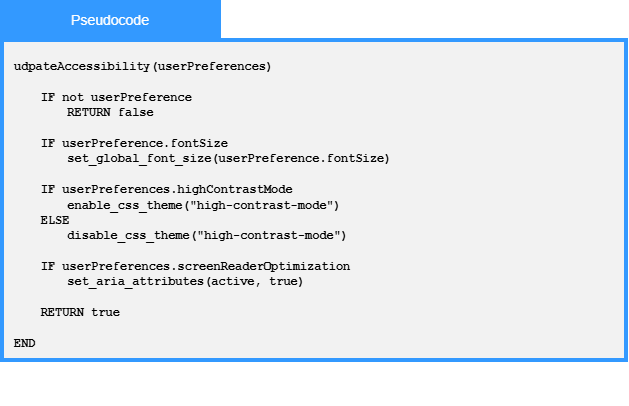 Pseudocode
udpateAccessibility(userPreferences)
IF not userPreference
RETURN false
IF userPreference.fontSize
set_global_font_size(userPreference.fontSize)
IF userPreferences.highContrastMode
enable_css_theme("high-contrast-mode")
ELSE
disable_css_theme("high-contrast-mode")
IF userPreferences.screenReaderOptimization
set_aria_attributes(active, true)
RETURN true
END